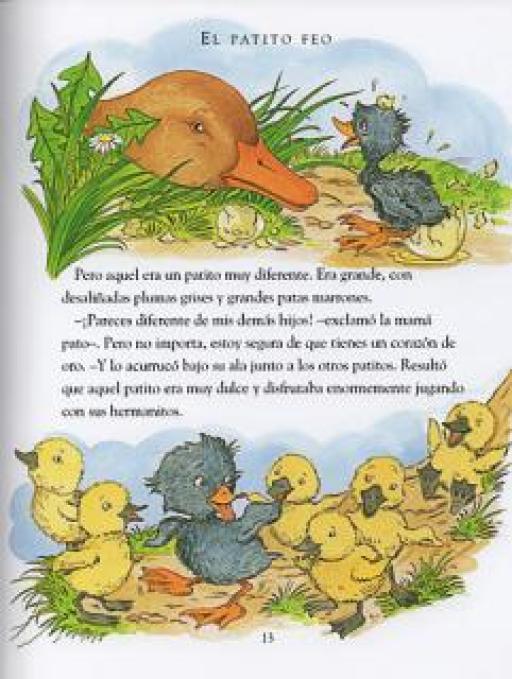 EL PATITO FEO
Pero aquel era un patito muy diferente. Era grande, con
desaliñadas plumas grises y grandes patas marrones.
–¡Pareces diferente de mis demás hijos! –exclamó la mamá
pato–. Pero no importa, estoy segura de que tienes un corazón de
oro. –Y lo acurrucó bajo su ala junto a los otros patitos. Resultó
que aquel patito era muy dulce y disfrutaba enormemente jugando
con sus hermanitos.
13